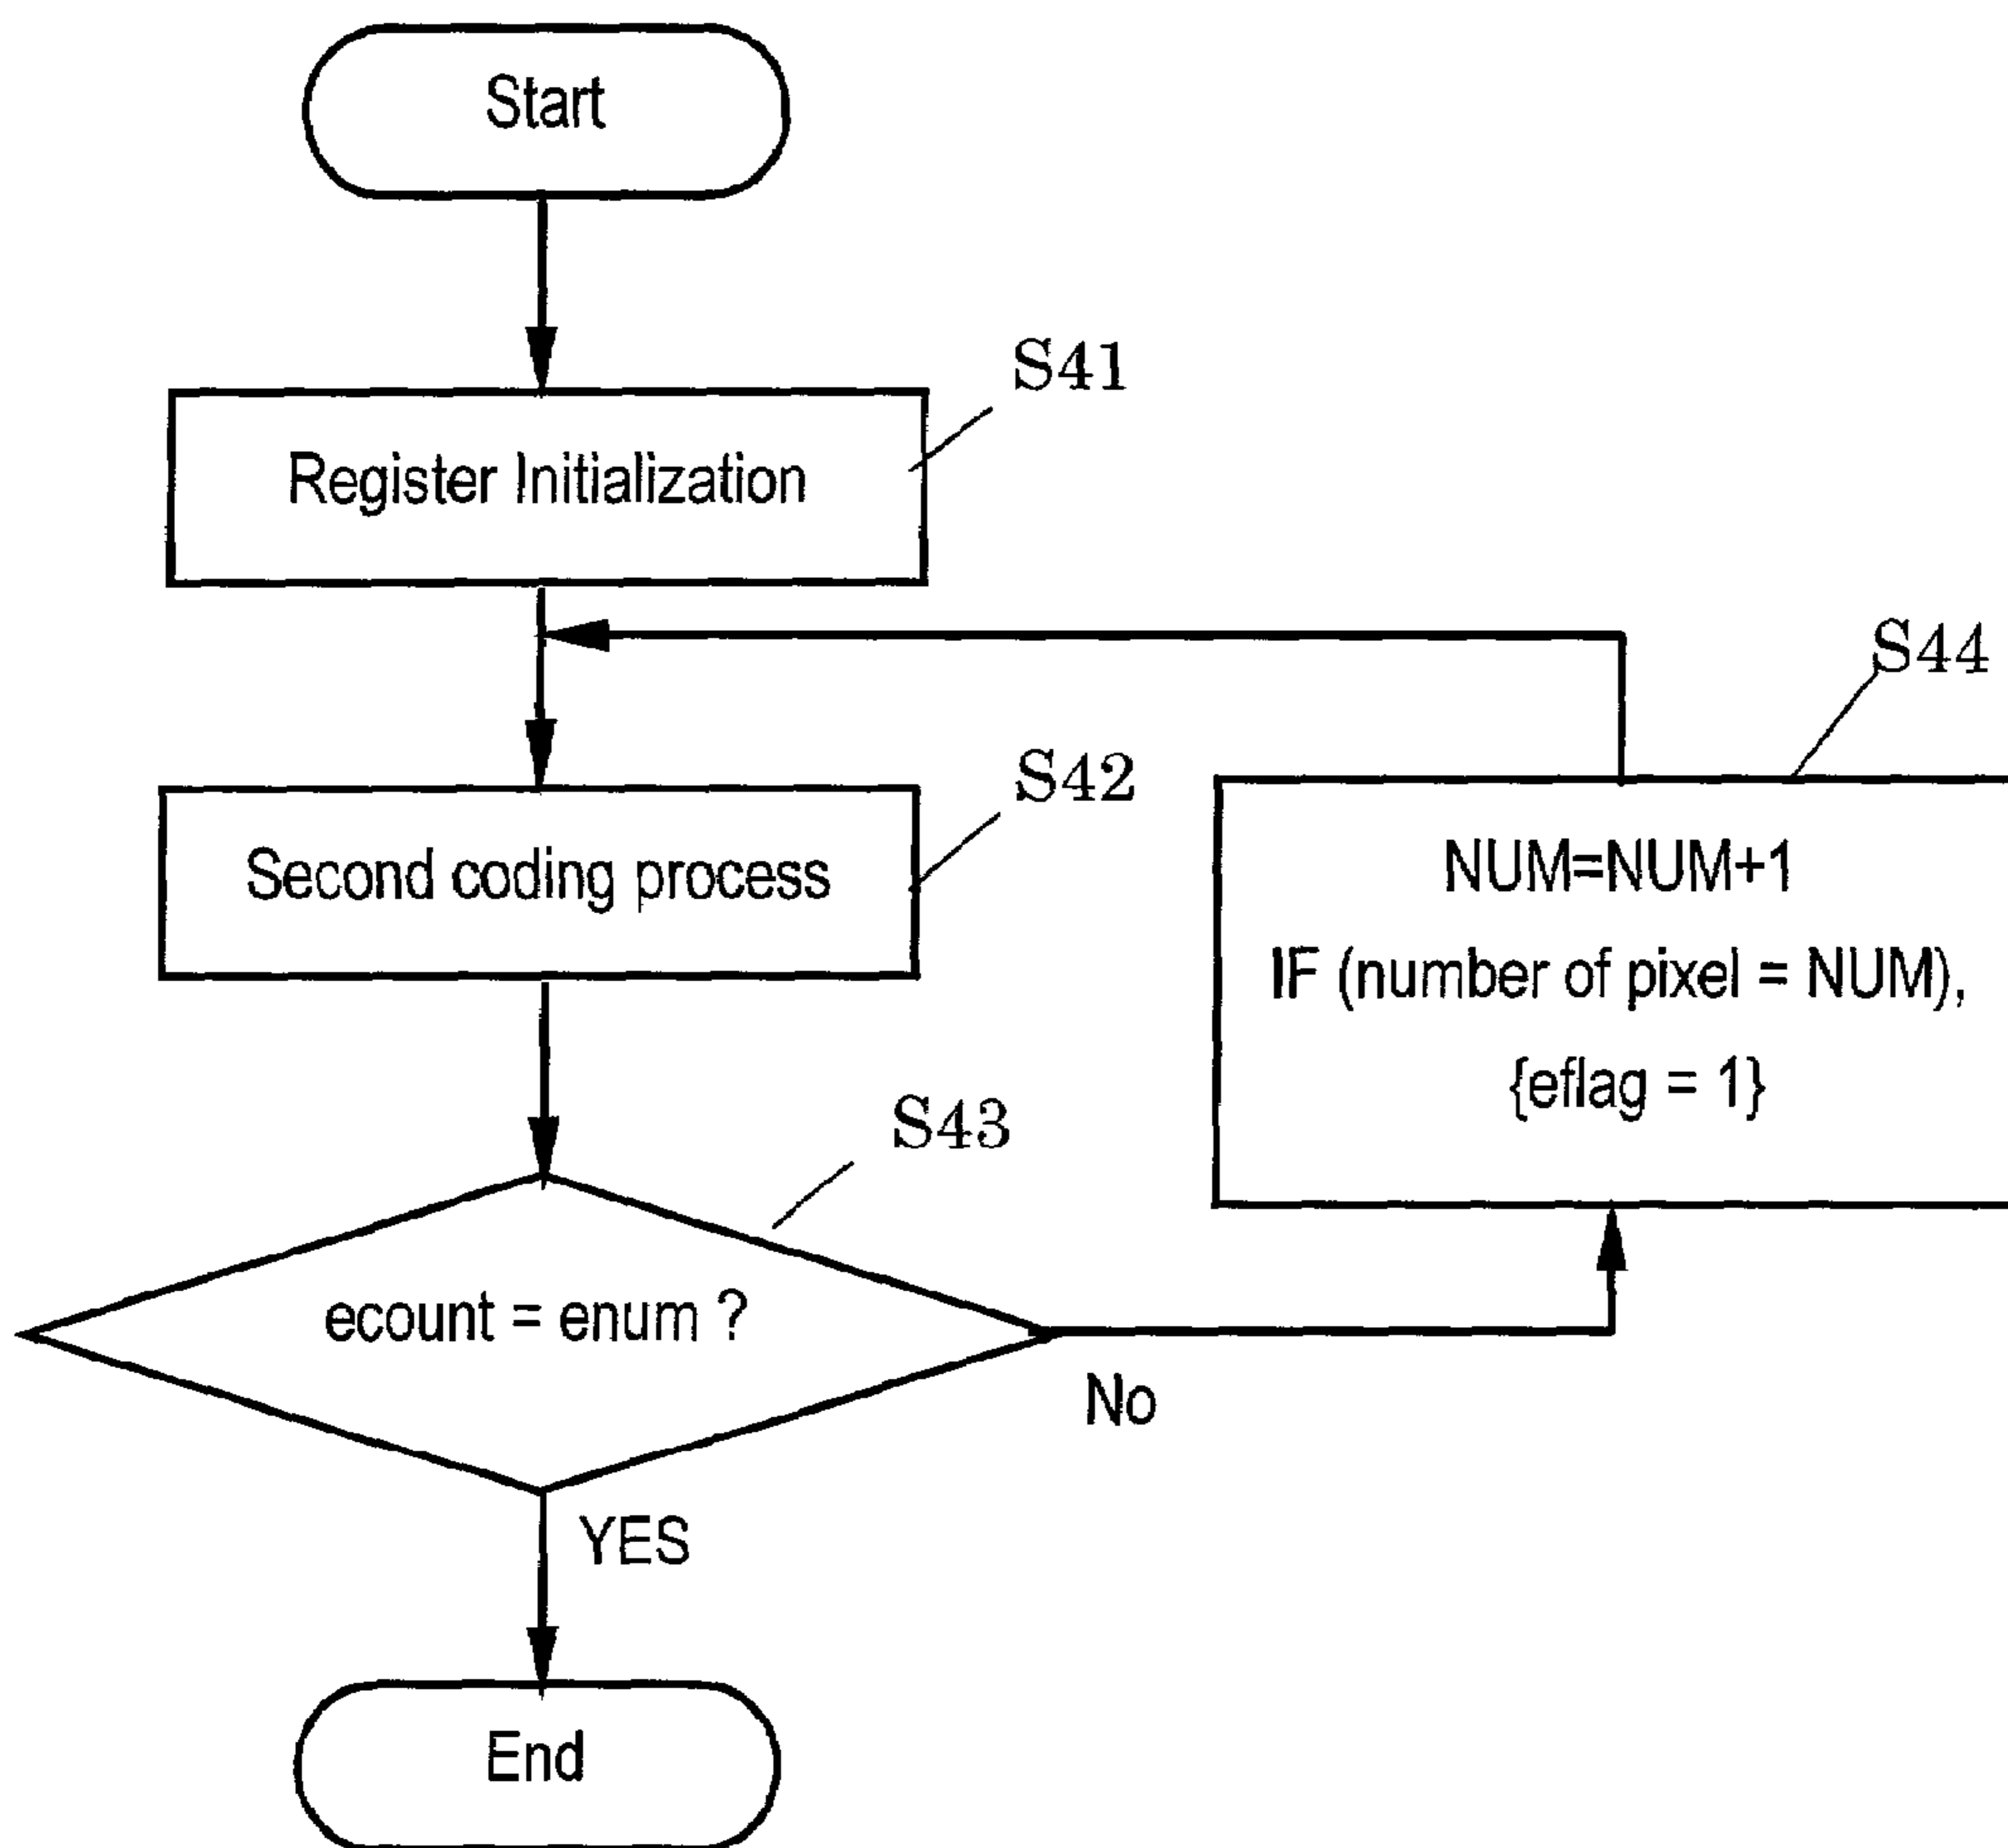 Start
S41
Register Initialization
S44
S42
Second coding process
NUM=NUM+1
IF (number of pixel = NUM),
{eflag = 1}
S43
ecount = enum ?
No
YES
End